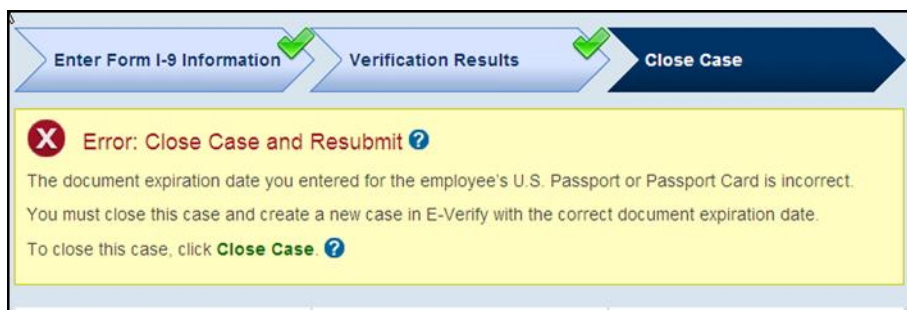 Enter Form I-9 Information
Verification Results
Close Case
X Error: Close Case and Resubmit ?
The document expiration date you entered for the employee's U.S. Passport or Passport Card is incorrect.
You must close this case and create a new case in E-Verify with the correct document expiration date.
To close this case, click Close Case. ?